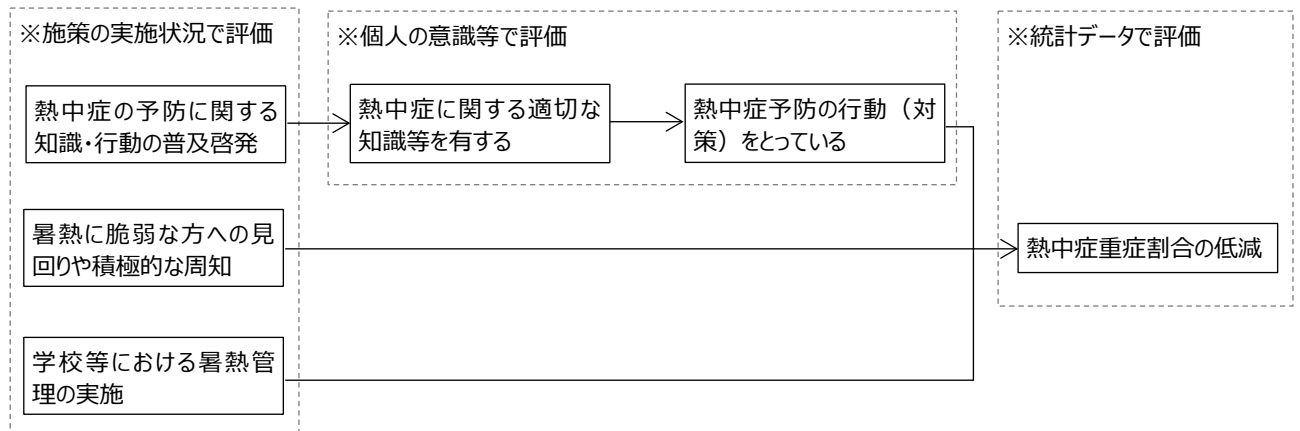 ※施策の実施状況で評価
熱中症の予防に関する
知識・行動の普及啓発
暑熱に脆弱な方への見
回りや積極的な周知
学校等における暑熱管
理の実施
※個人の意識等で評価
熱中症に関する適切な
知識等を有する
熱中症予防の行動（対
策）をとっている
※統計データで評価
熱中症重症割合の低減